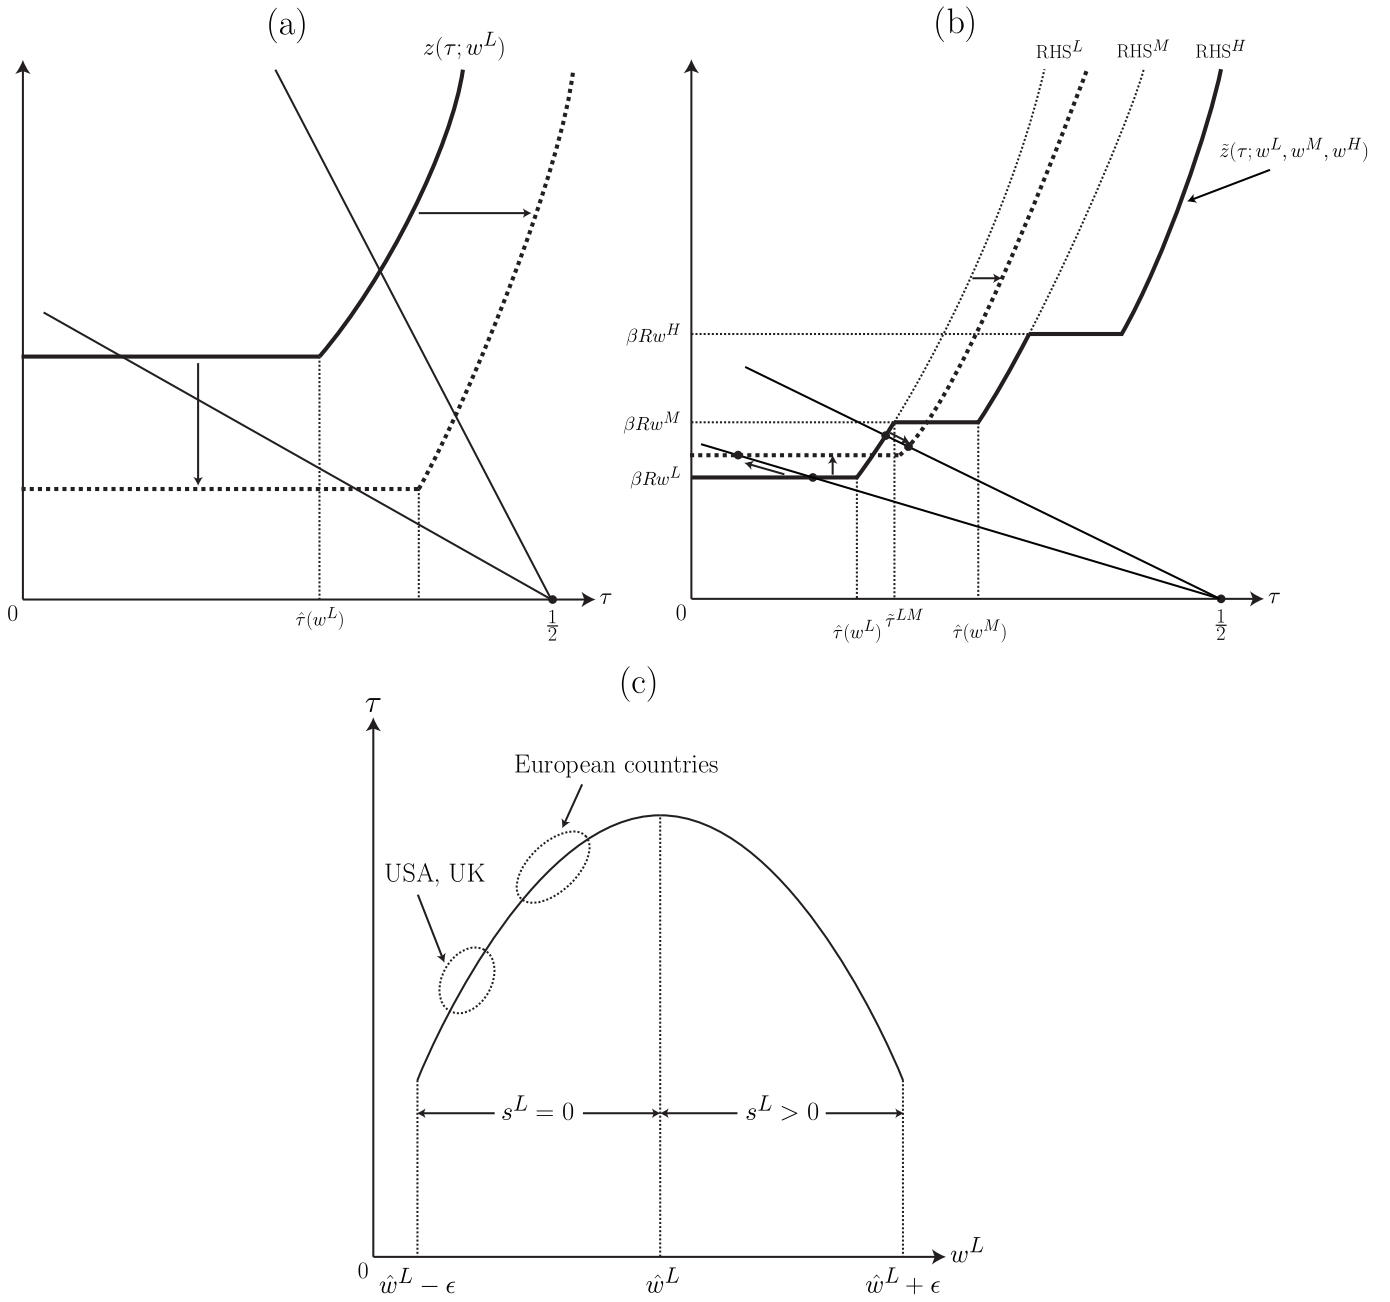 (a)
z(τ; w^L)
0
τ̂(w^L)
1/2
τ
(b)
RHS^L
RHS^M
RHS^H
z̃(τ; w^L, w^M, w^H)
βRw^H
βRw^M
βRw^L
0
τ̂(w^L)
τ̃^{LM}
τ̂(w^M)
1/2
τ
(c)
τ
European countries
USA, UK
s^L = 0
s^L > 0
0
ŵ^L − ϵ
ŵ^L
ŵ^L + ϵ
w^L